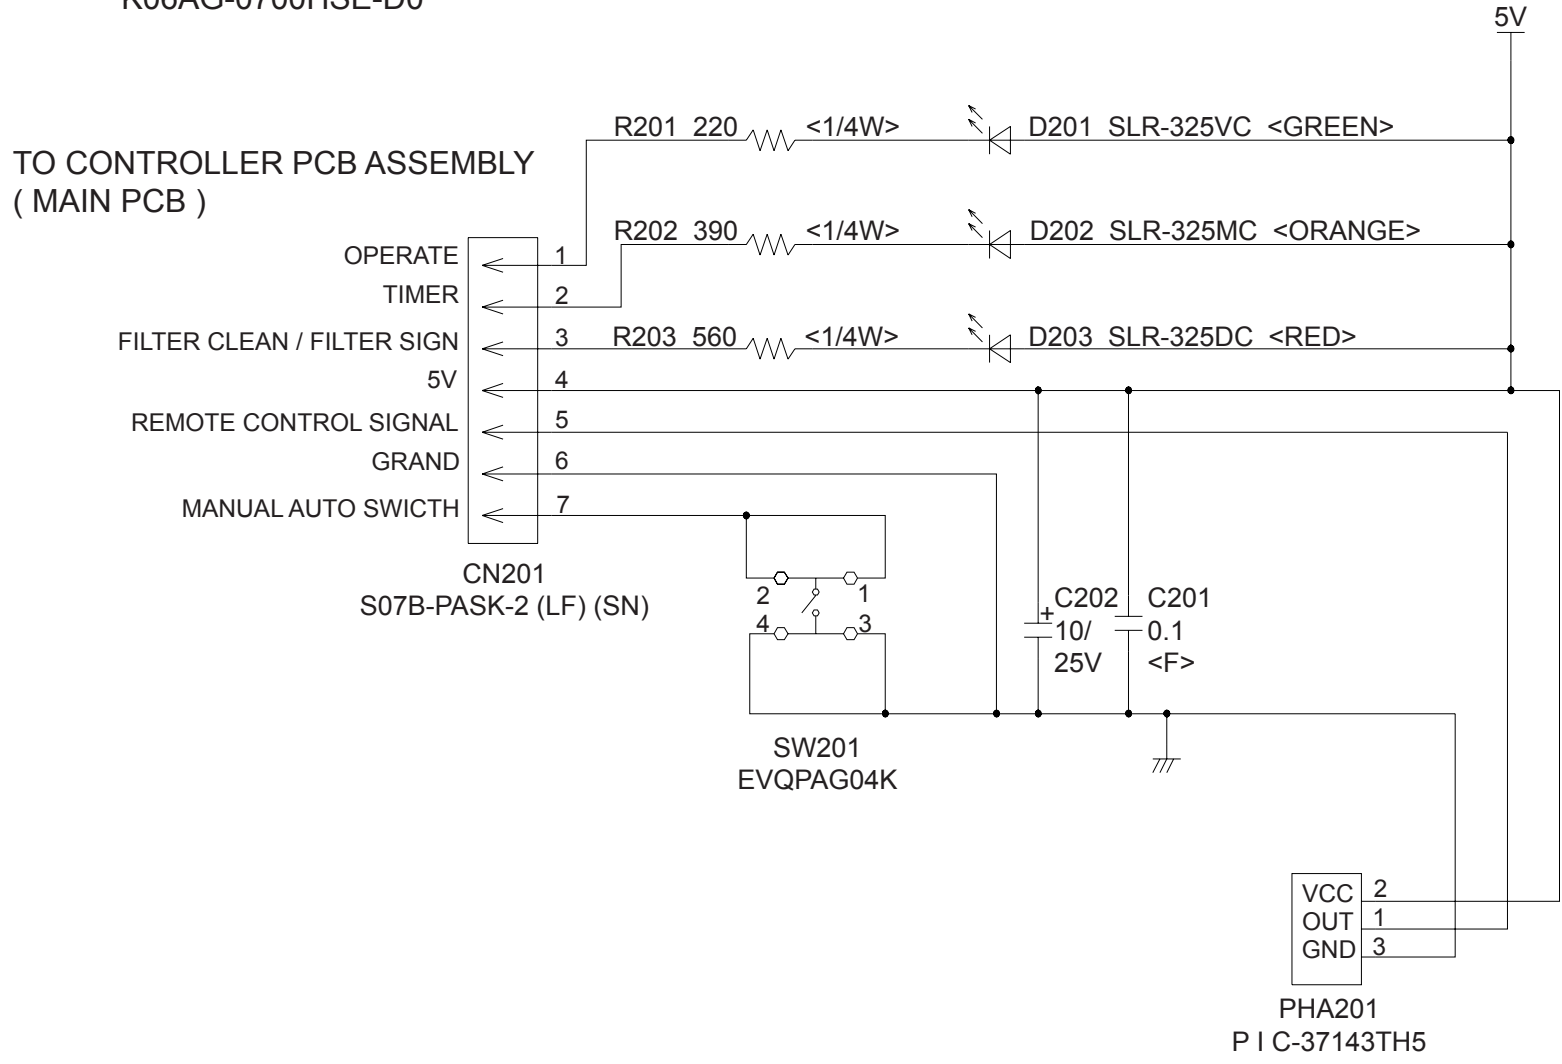 K06AG-0700HSE-D0
5V
R201 220 <1/4W> D201 SLR-325VC <GREEN>
TO CONTROLLER PCB ASSEMBLY
( MAIN PCB )
R202 390 <1/4W> D202 SLR-325MC <ORANGE>
OPERATE 1
TIMER 2
FILTER CLEAN / FILTER SIGN 3 R203 560 <1/4W> D203 SLR-325DC <RED>
5V 4
REMOTE CONTROL SIGNAL 5
GRAND 6
MANUAL AUTO SWICTH 7
CN201
S07B-PASK-2 (LF) (SN)
2 1
4 3
SW201
EVQPAG04K
+ C202
10/
25V
C201
0.1
<F>
VCC 2
OUT 1
GND 3
PHA201
P I C-37143TH5